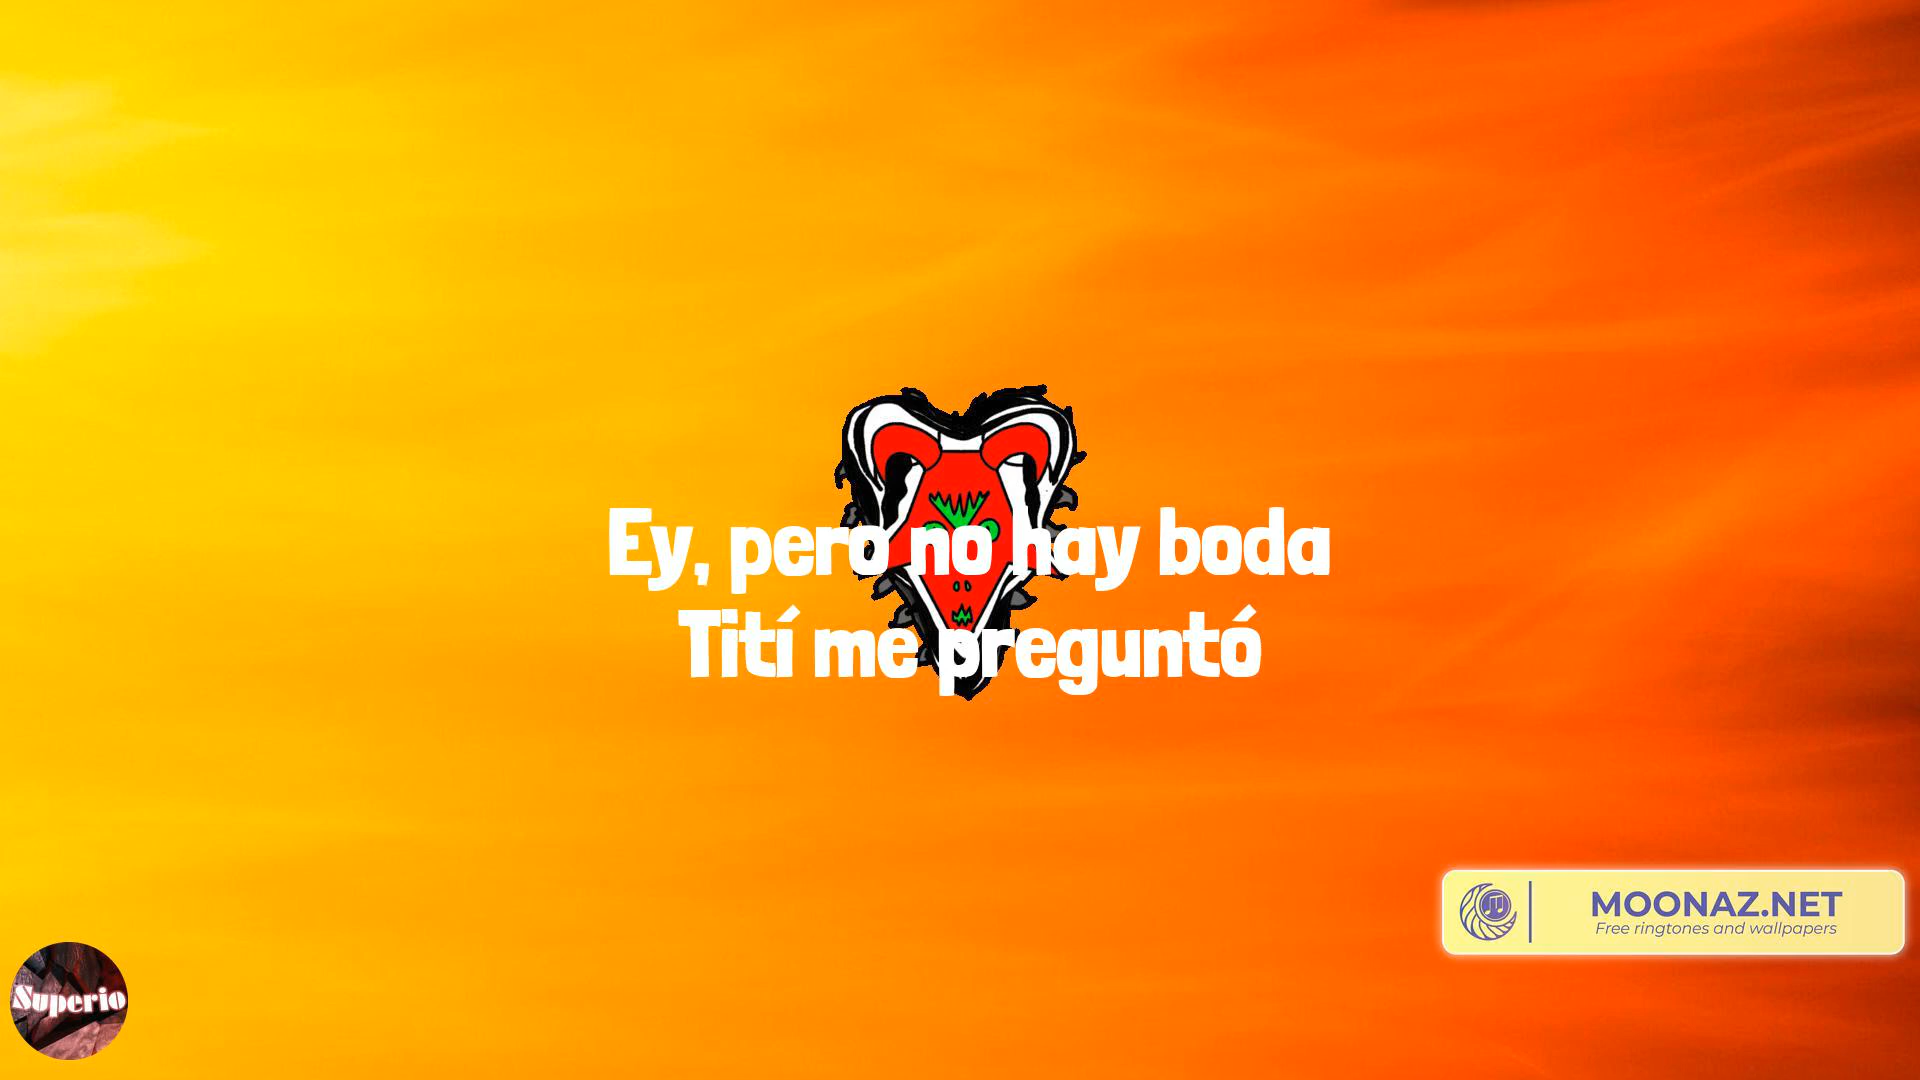 Ey, pero no hay boda
Tití me preguntó
MOONAZ.NET
Free ringtones and wallpapers
Superio